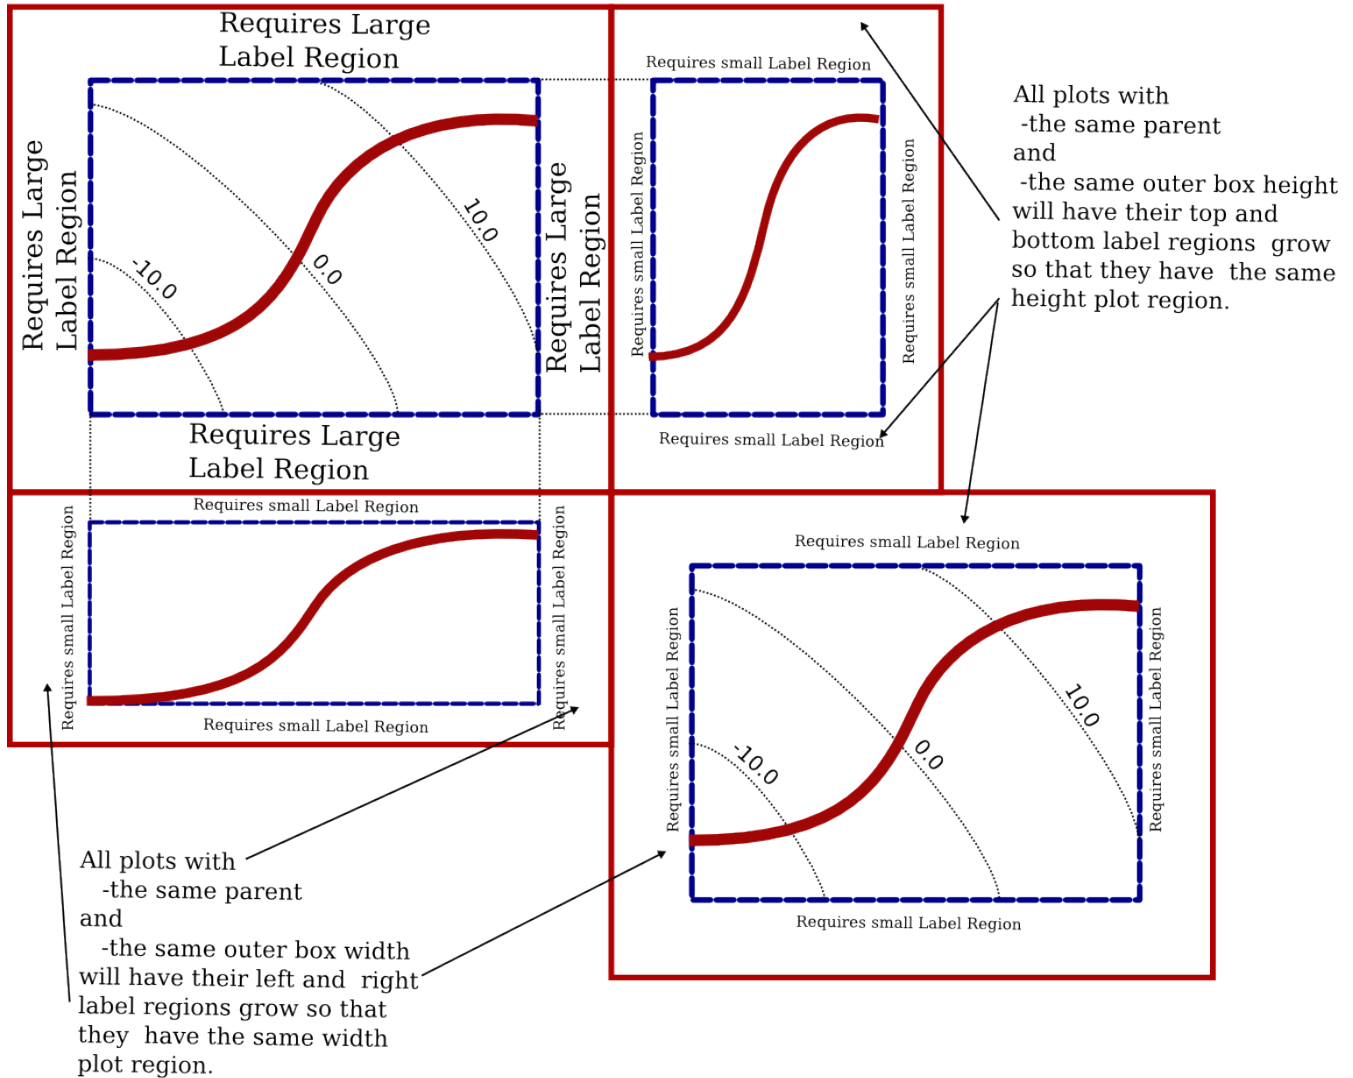 Requires Large
Label Region
Requires Large
Label Region
-10.0
0.0
10.0
Requires Large
Label Region
Requires Large
Label Region
Requires small Label Region
Requires small Label Region
Requires small Label Region
Requires small Label Region
All plots with
-the same parent
and
-the same outer box height
will have their top and
bottom label regions grow
so that they have the same
height plot region.
Requires small Label Region
Requires small Label Region
Requires small Label Region
Requires small Label Region
Requires small Label Region
Requires small Label Region
-10.0
0.0
10.0
Requires small Label Region
Requires small Label Region
All plots with
-the same parent
and
-the same outer box width
will have their left and right
label regions grow so that
they have the same width
plot region.